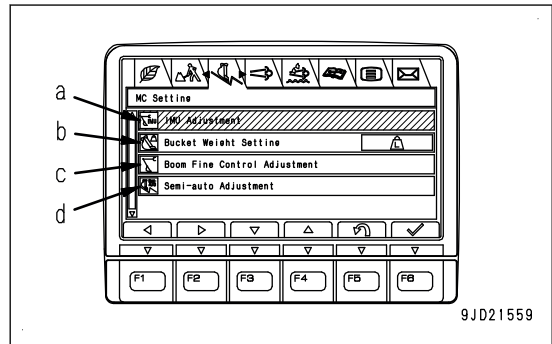 MC Setting
a
IMU Adjustment
b
Bucket Weight Setting
L
c
Boom Fine Control Adjustment
d
Semi-auto Adjustment
F1 F2 F3 F4 F5 F6
9JD21559